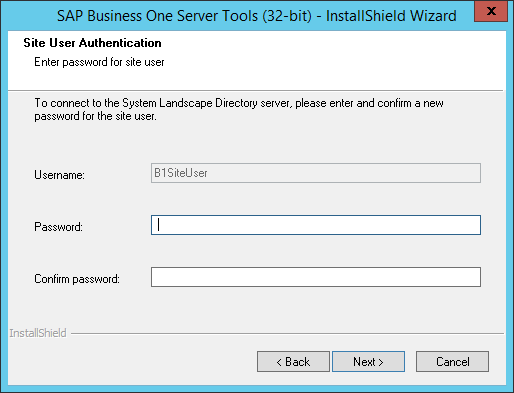 SAP Business One Server Tools (32-bit) - InstallShield Wizard
x
Site User Authentication
Enter password for site user
To connect to the System Landscape Directory server, please enter and confirm a new
password for the site user.
Username: B1SiteUser
Password:
Confirm password:
InstallShield
< Back Next > Cancel